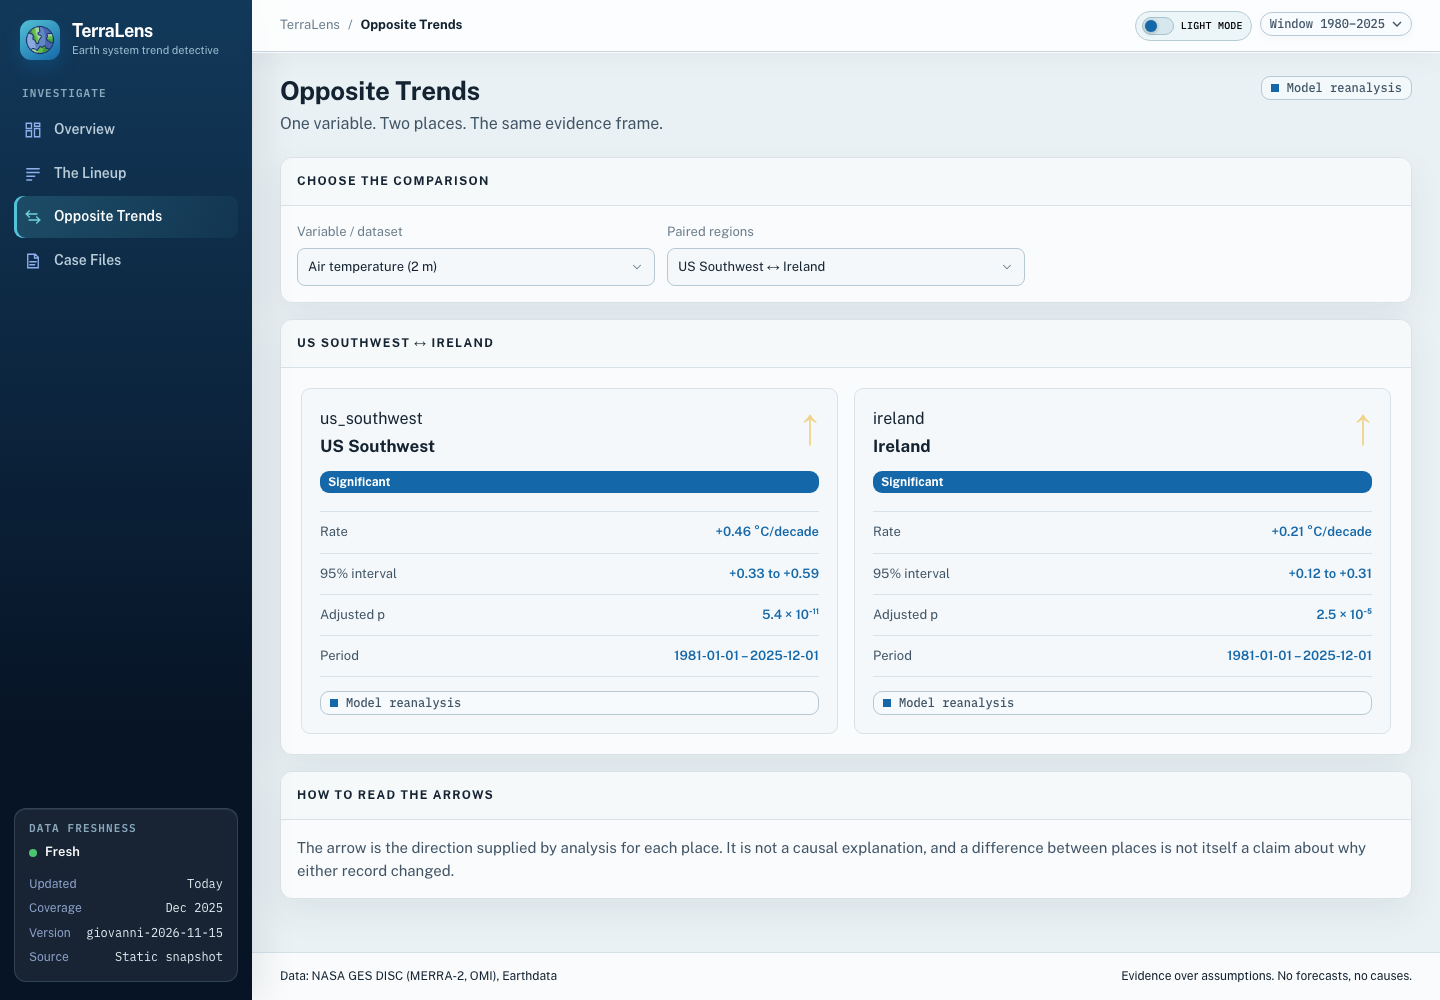 TerraLens
Earth system trend detective
INVESTIGATE
Overview
The Lineup
Opposite Trends
Case Files
DATA FRESHNESS
Fresh
Updated Today
Coverage Dec 2025
Version giovanni-2026-11-15
Source Static snapshot
TerraLens / Opposite Trends
LIGHT MODE
Window 1980–2025
Opposite Trends
Model reanalysis
One variable. Two places. The same evidence frame.
CHOOSE THE COMPARISON
Variable / dataset
Air temperature (2 m)
Paired regions
US Southwest ↔ Ireland
US SOUTHWEST ↔ IRELAND
us_southwest
↑
US Southwest
Significant
Rate +0.46 °C/decade
95% interval +0.33 to +0.59
Adjusted p 5.4 × 10⁻¹¹
Period 1981-01-01 – 2025-12-01
Model reanalysis
ireland
↑
Ireland
Significant
Rate +0.21 °C/decade
95% interval +0.12 to +0.31
Adjusted p 2.5 × 10⁻⁵
Period 1981-01-01 – 2025-12-01
Model reanalysis
HOW TO READ THE ARROWS
The arrow is the direction supplied by analysis for each place. It is not a causal explanation, and a difference between places is not itself a claim about why
either record changed.
Data: NASA GES DISC (MERRA-2, OMI), Earthdata
Evidence over assumptions. No forecasts, no causes.